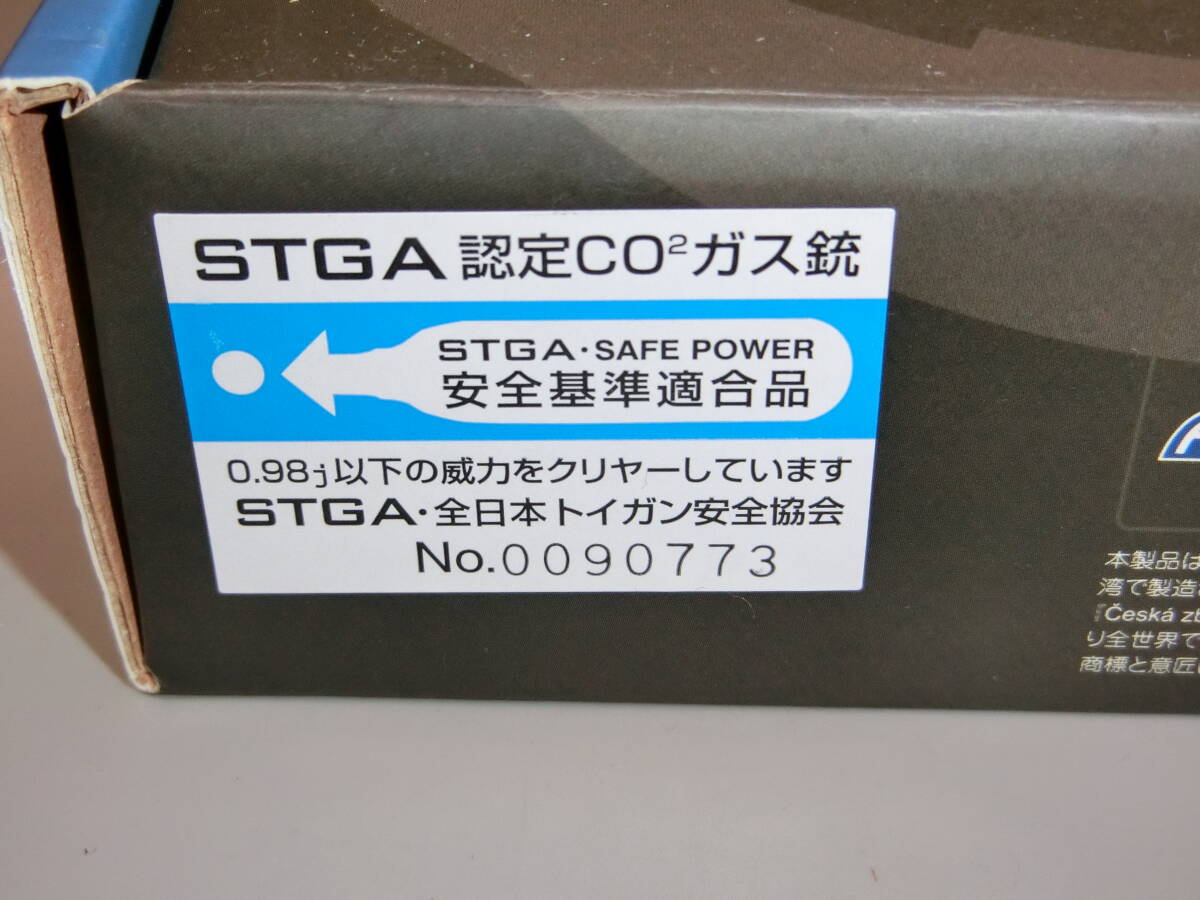 STGA 認定CO²ガス銃
STGA・SAFE POWER
安全基準適合品
0.98j以下の威力をクリヤーしています
STGA・全日本トイガン安全協会
No.0090773
本製品は
湾で製造
『Česká zb
り全世界で
商標と意匠